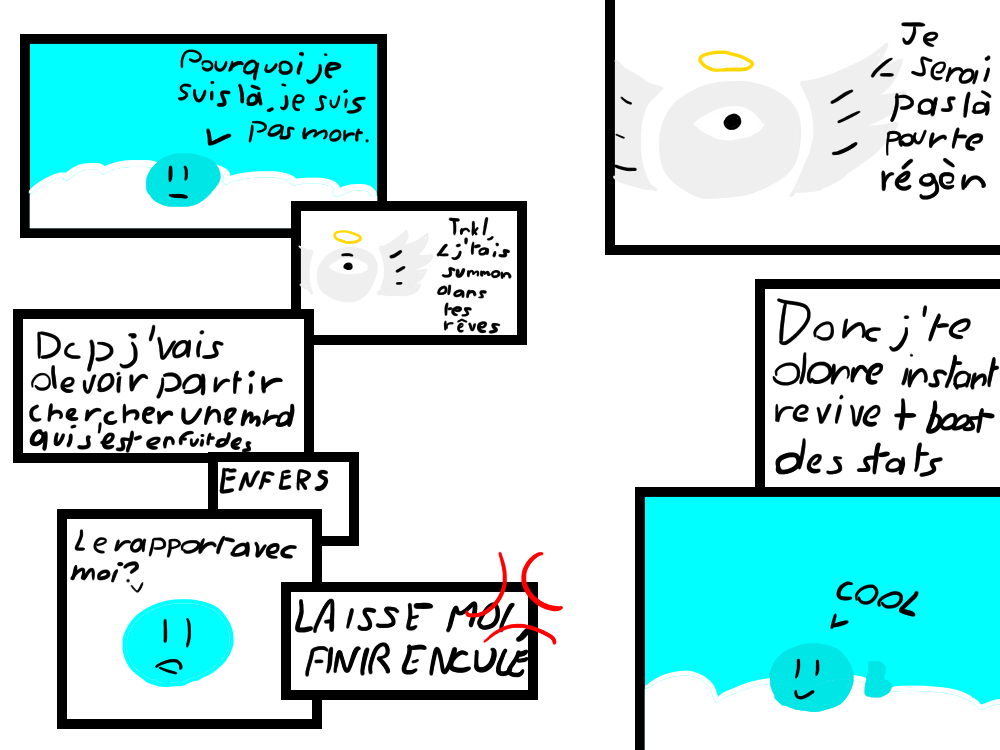 Pourquoi je
suis là, je suis
pas mort.
Trkl,
j'tais
summon
dans
tes
rêves
Dcp j'vais
devoir partir
chercher une mrd
qui s'est enfuit des
ENFERS
Le rapport avec
moi?
LAISSE MOI
FINIR ENCULÉ
Je
serai
pas là
pour te
régèn
Donc j'te
donne instant
revive + boost
des stats
COOL